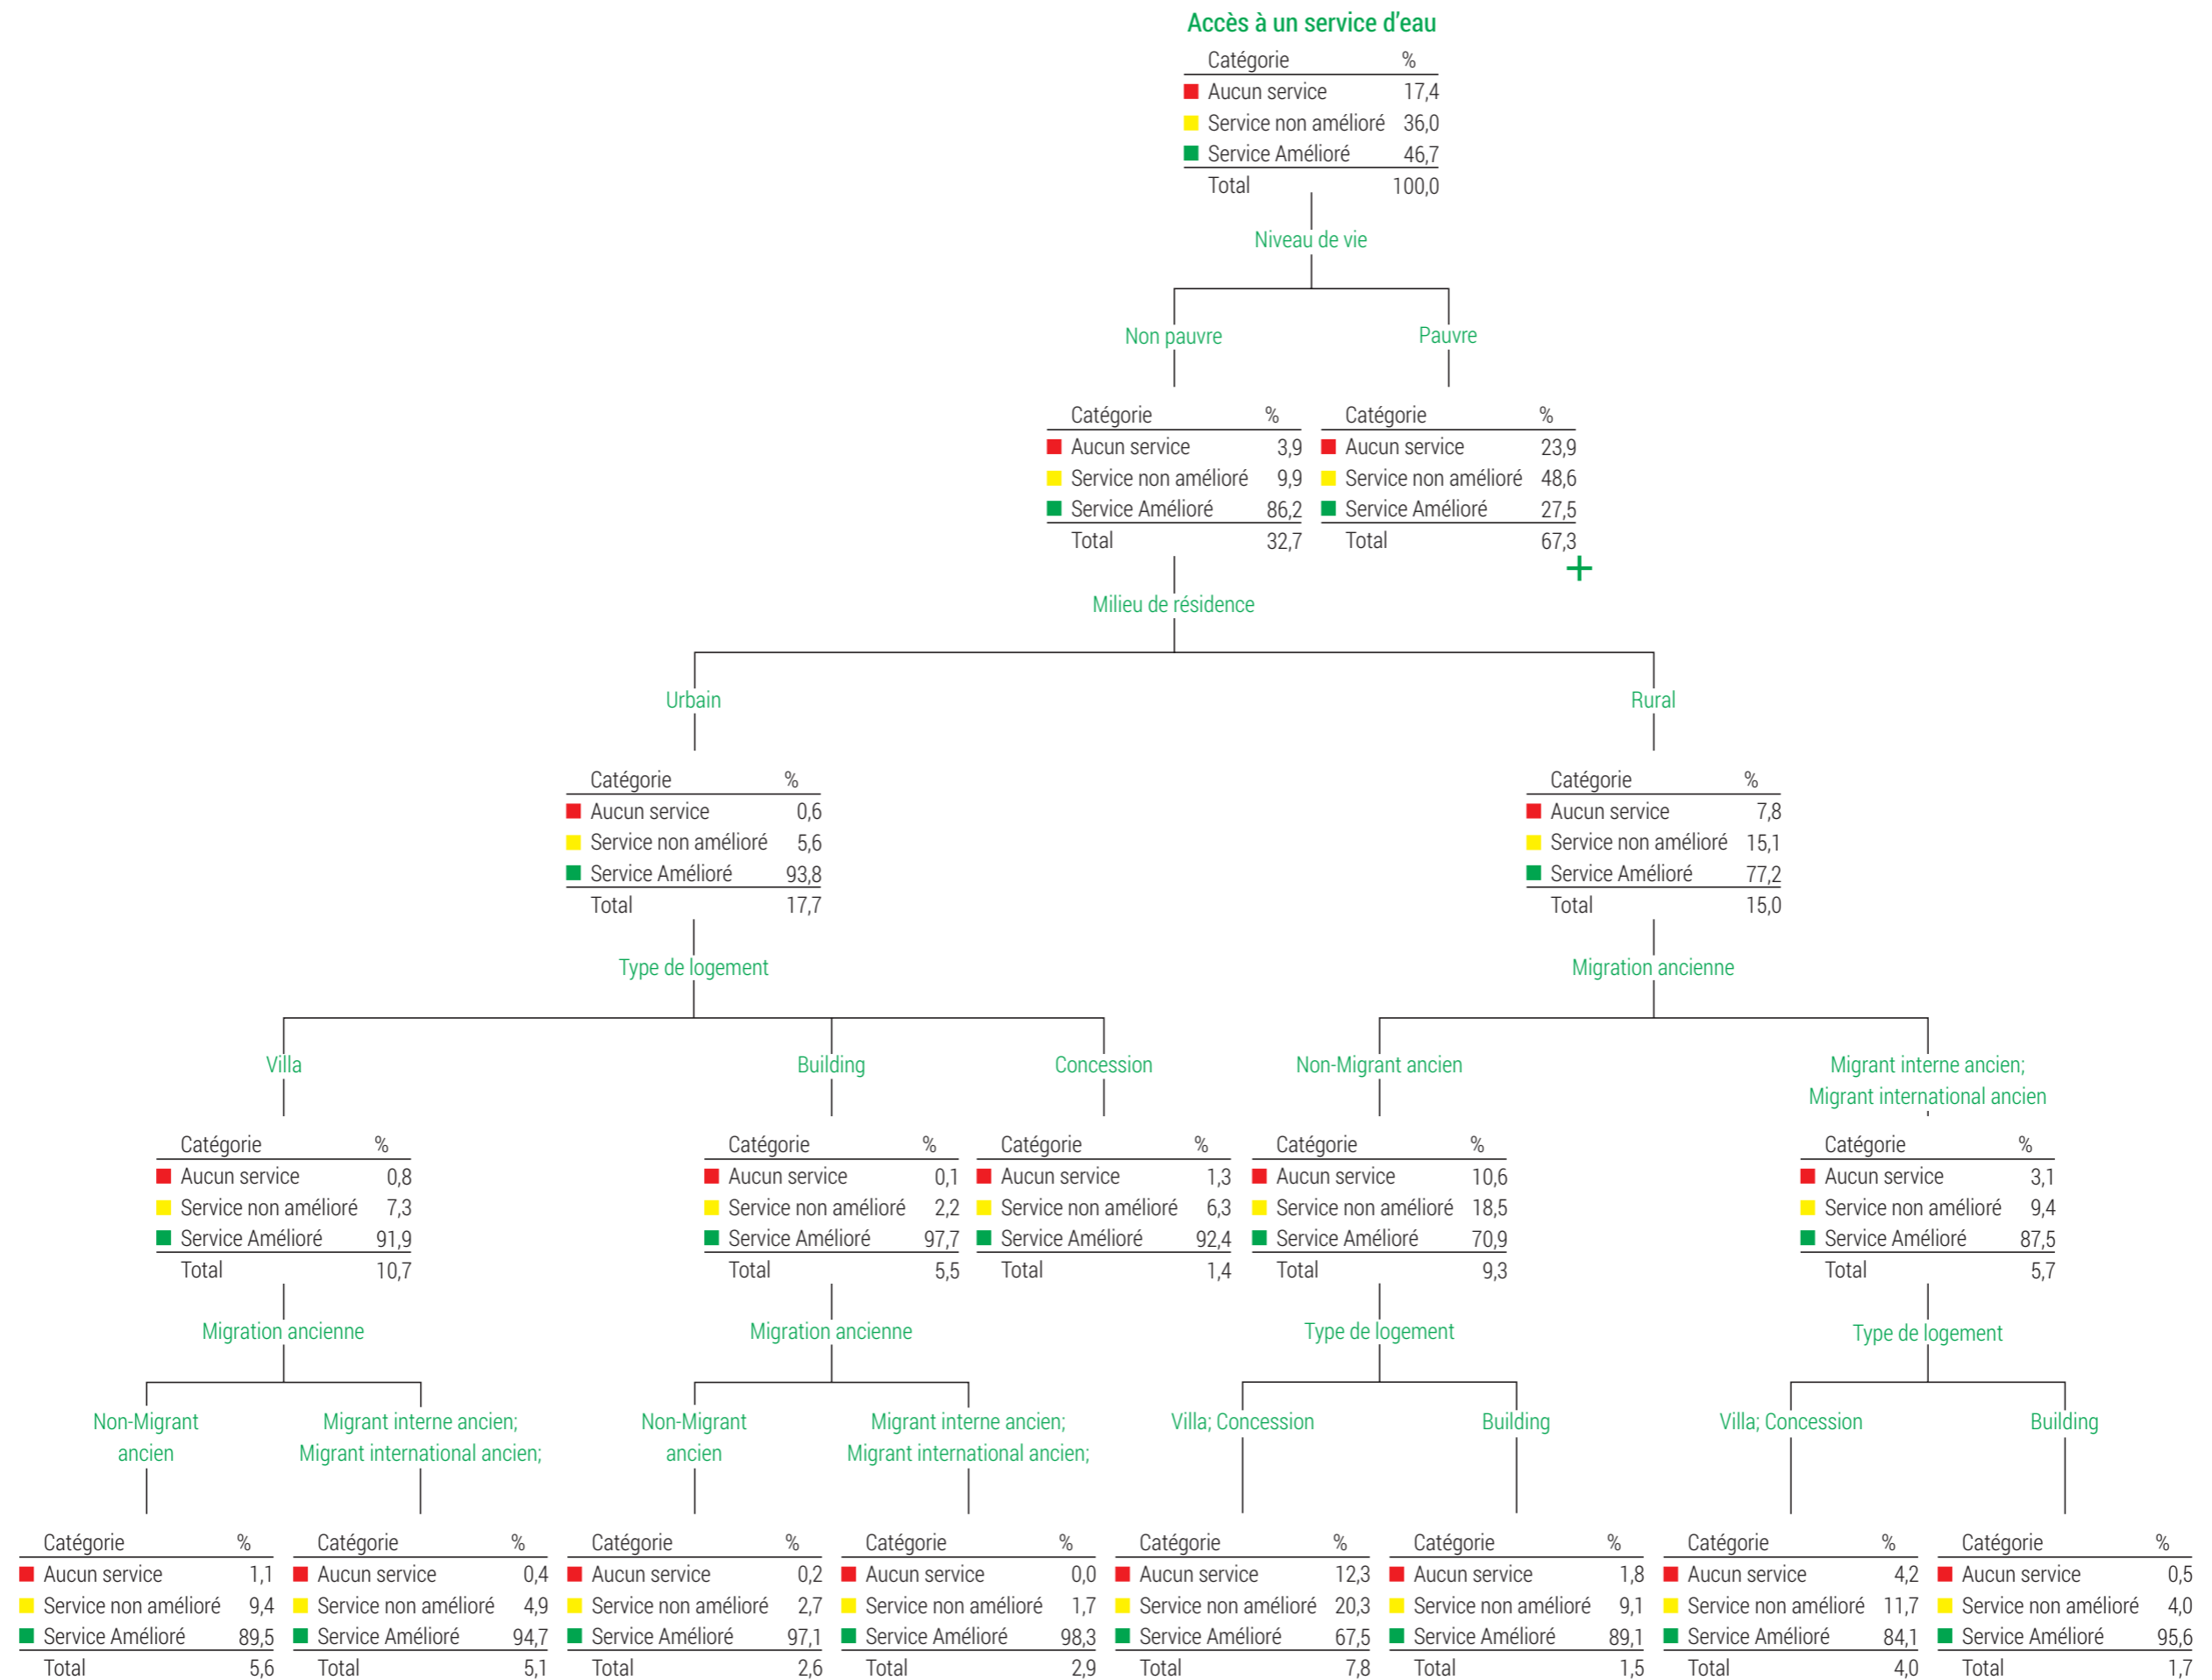 Accès à un service d'eau
Catégorie %
Aucun service 17,4
Service non amélioré 36,0
Service Amélioré 46,7
Total 100,0
Niveau de vie
Non pauvre
Catégorie %
Aucun service 3,9
Service non amélioré 9,9
Service Amélioré 86,2
Total 32,7
Pauvre
Catégorie %
Aucun service 23,9
Service non amélioré 48,6
Service Amélioré 27,5
Total 67,3
+
Milieu de résidence
Urbain
Catégorie %
Aucun service 0,6
Service non amélioré 5,6
Service Amélioré 93,8
Total 17,7
Rural
Catégorie %
Aucun service 7,8
Service non amélioré 15,1
Service Amélioré 77,2
Total 15,0
Type de logement
Migration ancienne
Villa
Catégorie %
Aucun service 0,8
Service non amélioré 7,3
Service Amélioré 91,9
Total 10,7
Building
Catégorie %
Aucun service 0,1
Service non amélioré 2,2
Service Amélioré 97,7
Total 5,5
Concession
Catégorie %
Aucun service 1,3
Service non amélioré 6,3
Service Amélioré 92,4
Total 1,4
Non-Migrant ancien
Catégorie %
Aucun service 10,6
Service non amélioré 18,5
Service Amélioré 70,9
Total 9,3
Migrant interne ancien;
Migrant international ancien
Catégorie %
Aucun service 3,1
Service non amélioré 9,4
Service Amélioré 87,5
Total 5,7
Migration ancienne
Migration ancienne
Type de logement
Type de logement
Non-Migrant
ancien
Catégorie %
Aucun service 1,1
Service non amélioré 9,4
Service Amélioré 89,5
Total 5,6
Migrant interne ancien;
Migrant international ancien;
Catégorie %
Aucun service 0,4
Service non amélioré 4,9
Service Amélioré 94,7
Total 5,1
Non-Migrant
ancien
Catégorie %
Aucun service 0,2
Service non amélioré 2,7
Service Amélioré 97,1
Total 2,6
Migrant interne ancien;
Migrant international ancien;
Catégorie %
Aucun service 0,0
Service non amélioré 1,7
Service Amélioré 98,3
Total 2,9
Villa; Concession
Catégorie %
Aucun service 12,3
Service non amélioré 20,3
Service Amélioré 67,5
Total 7,8
Building
Catégorie %
Aucun service 1,8
Service non amélioré 9,1
Service Amélioré 89,1
Total 1,5
Villa; Concession
Catégorie %
Aucun service 4,2
Service non amélioré 11,7
Service Amélioré 84,1
Total 4,0
Building
Catégorie %
Aucun service 0,5
Service non amélioré 4,0
Service Amélioré 95,6
Total 1,7